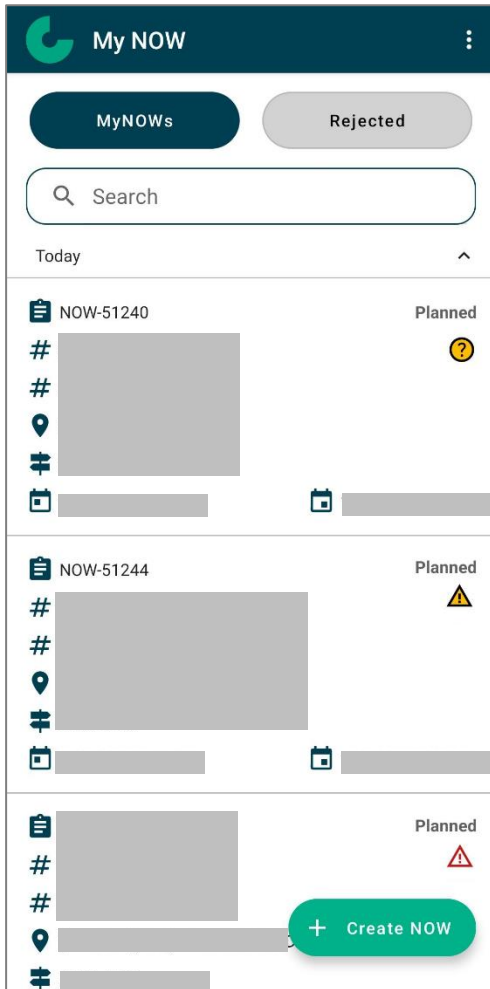 My NOW
MyNOWs
Rejected
Search
Today
NOW-51240
Planned
#
?
#
NOW-51244
Planned
#
!
#
Planned
#
!
#
+ Create NOW